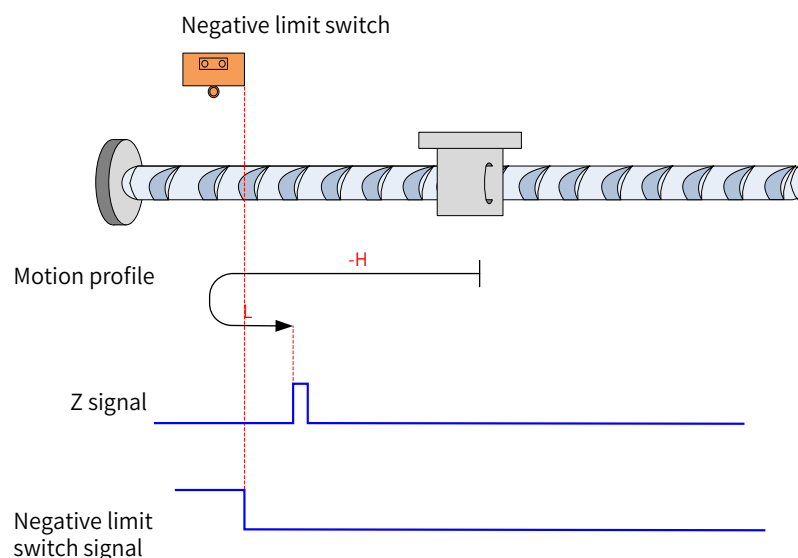 Negative limit switch
-H
Motion profile
L
Z signal
Negative limit
switch signal